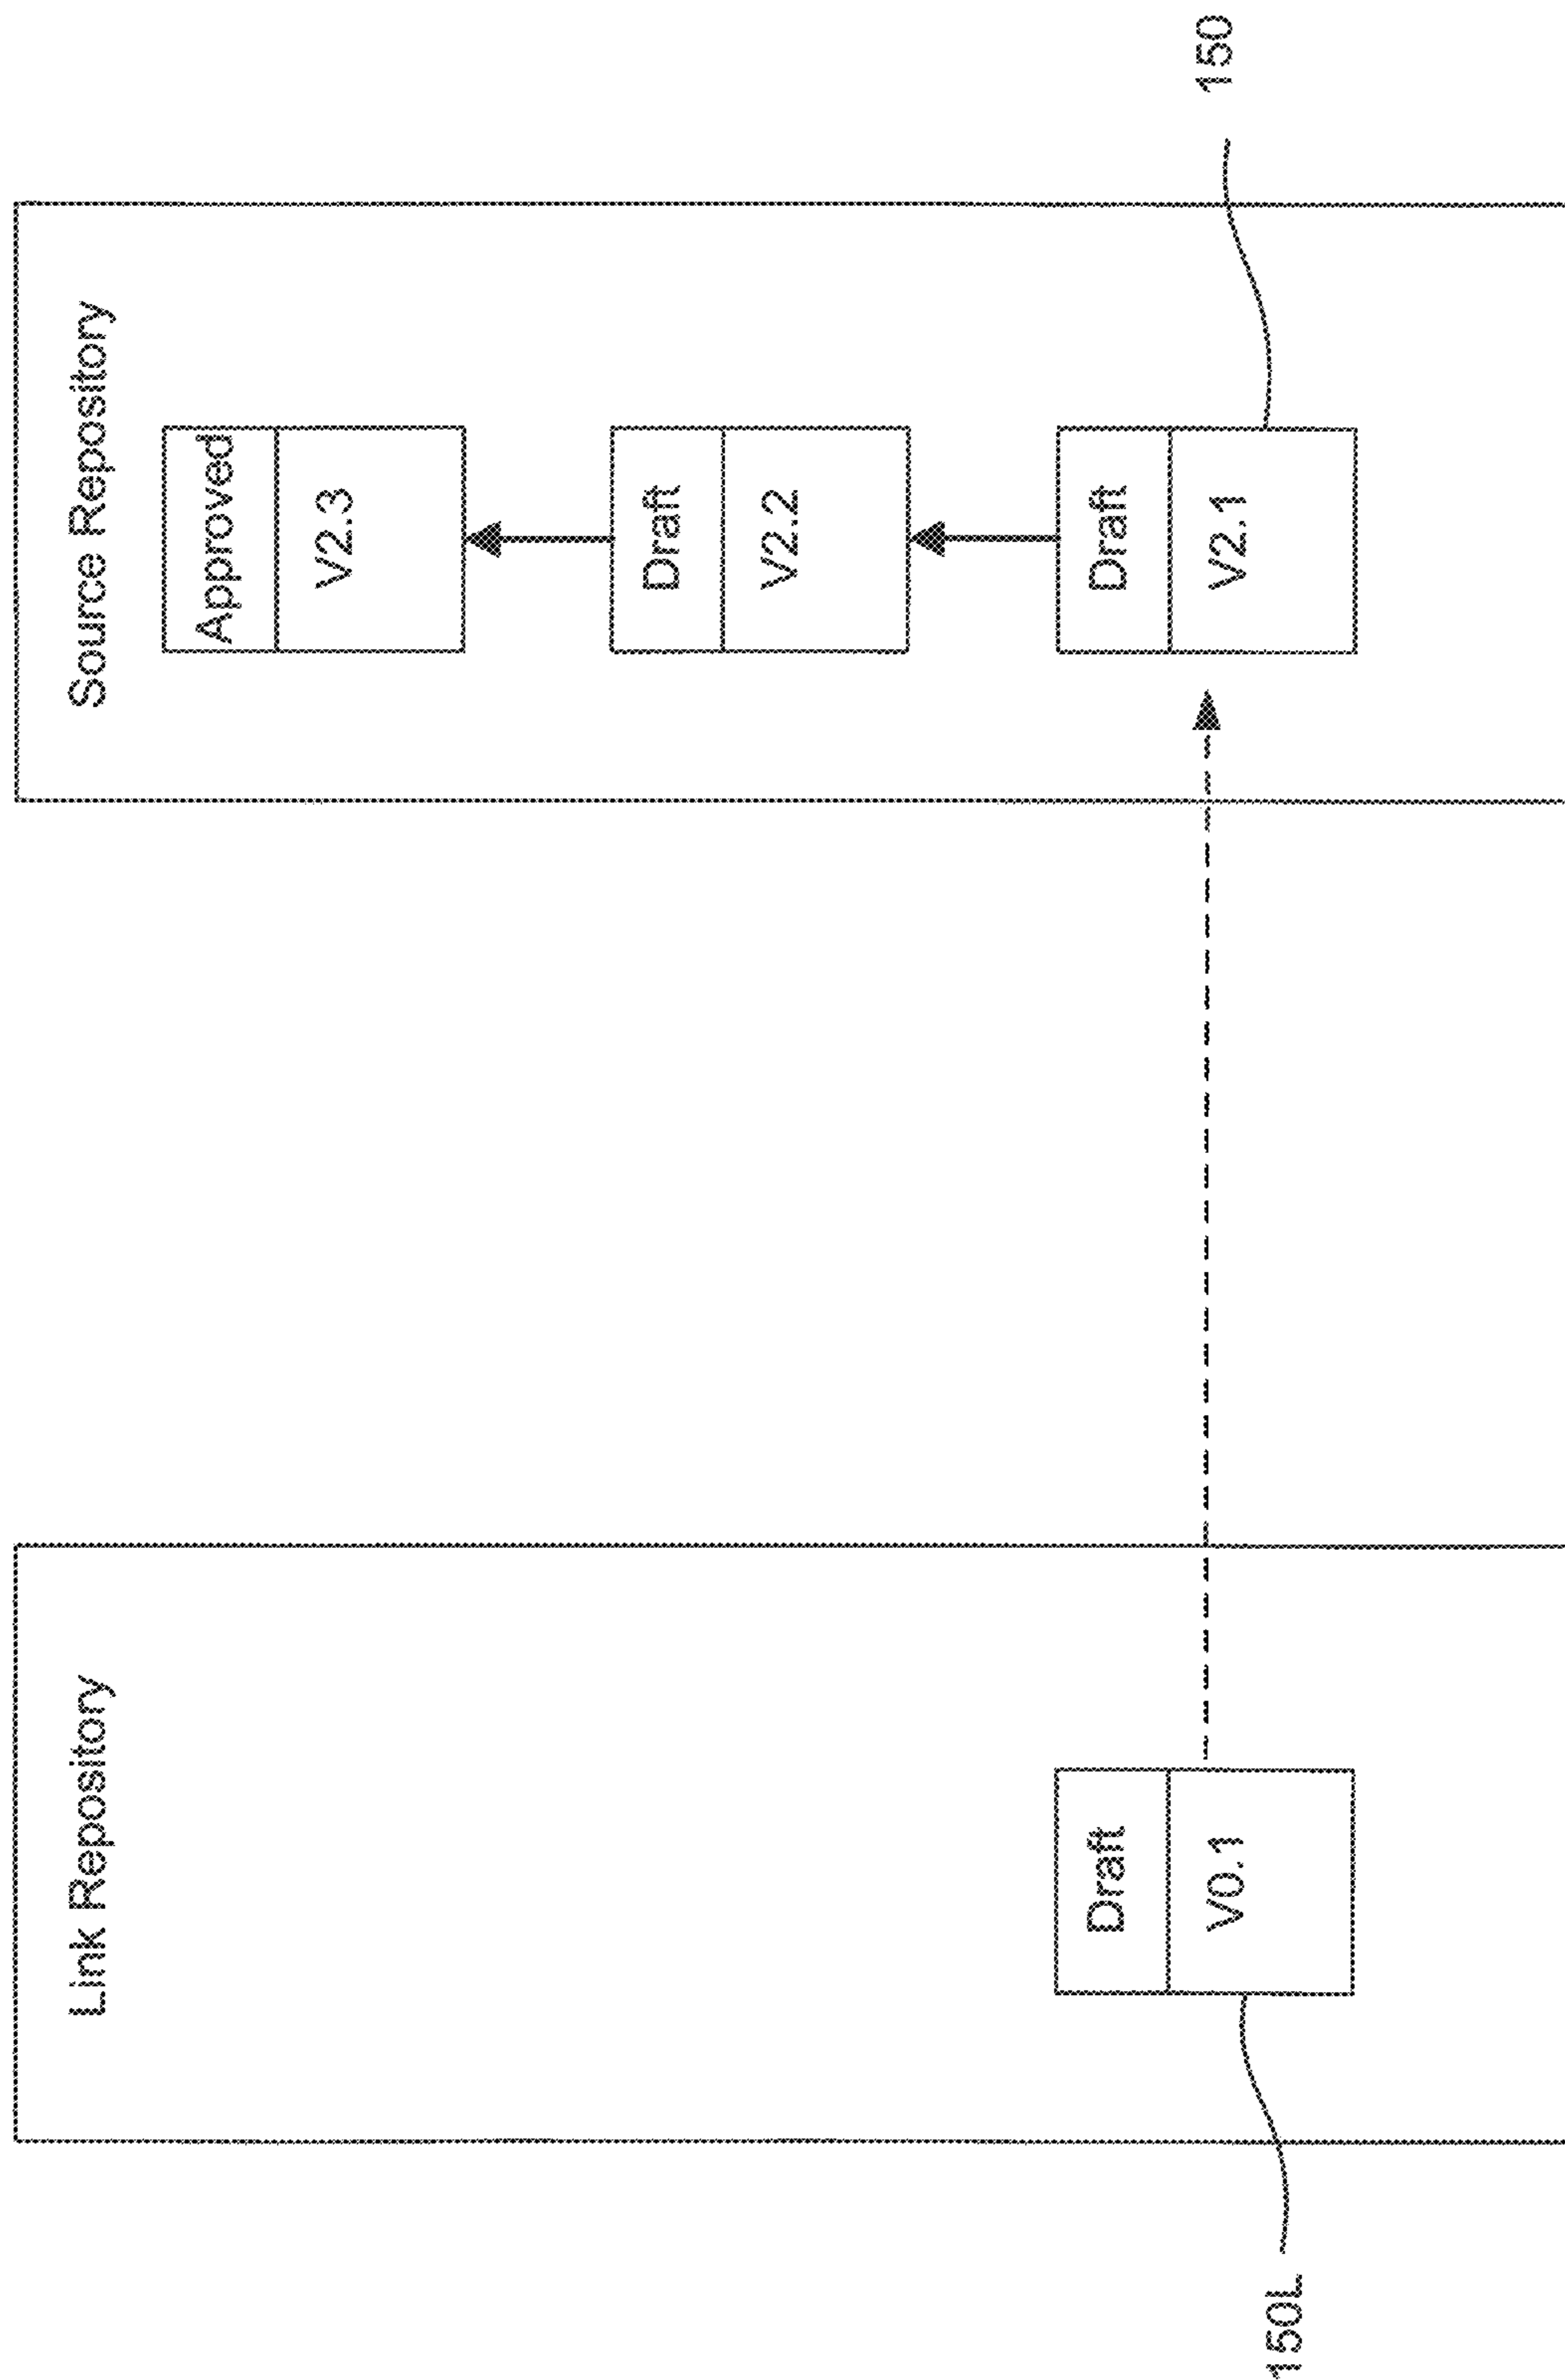 Link Repository
Source Repository
Approved
V2.3
Draft
V2.2
Draft
V0.1
Draft
V2.1
150L
150